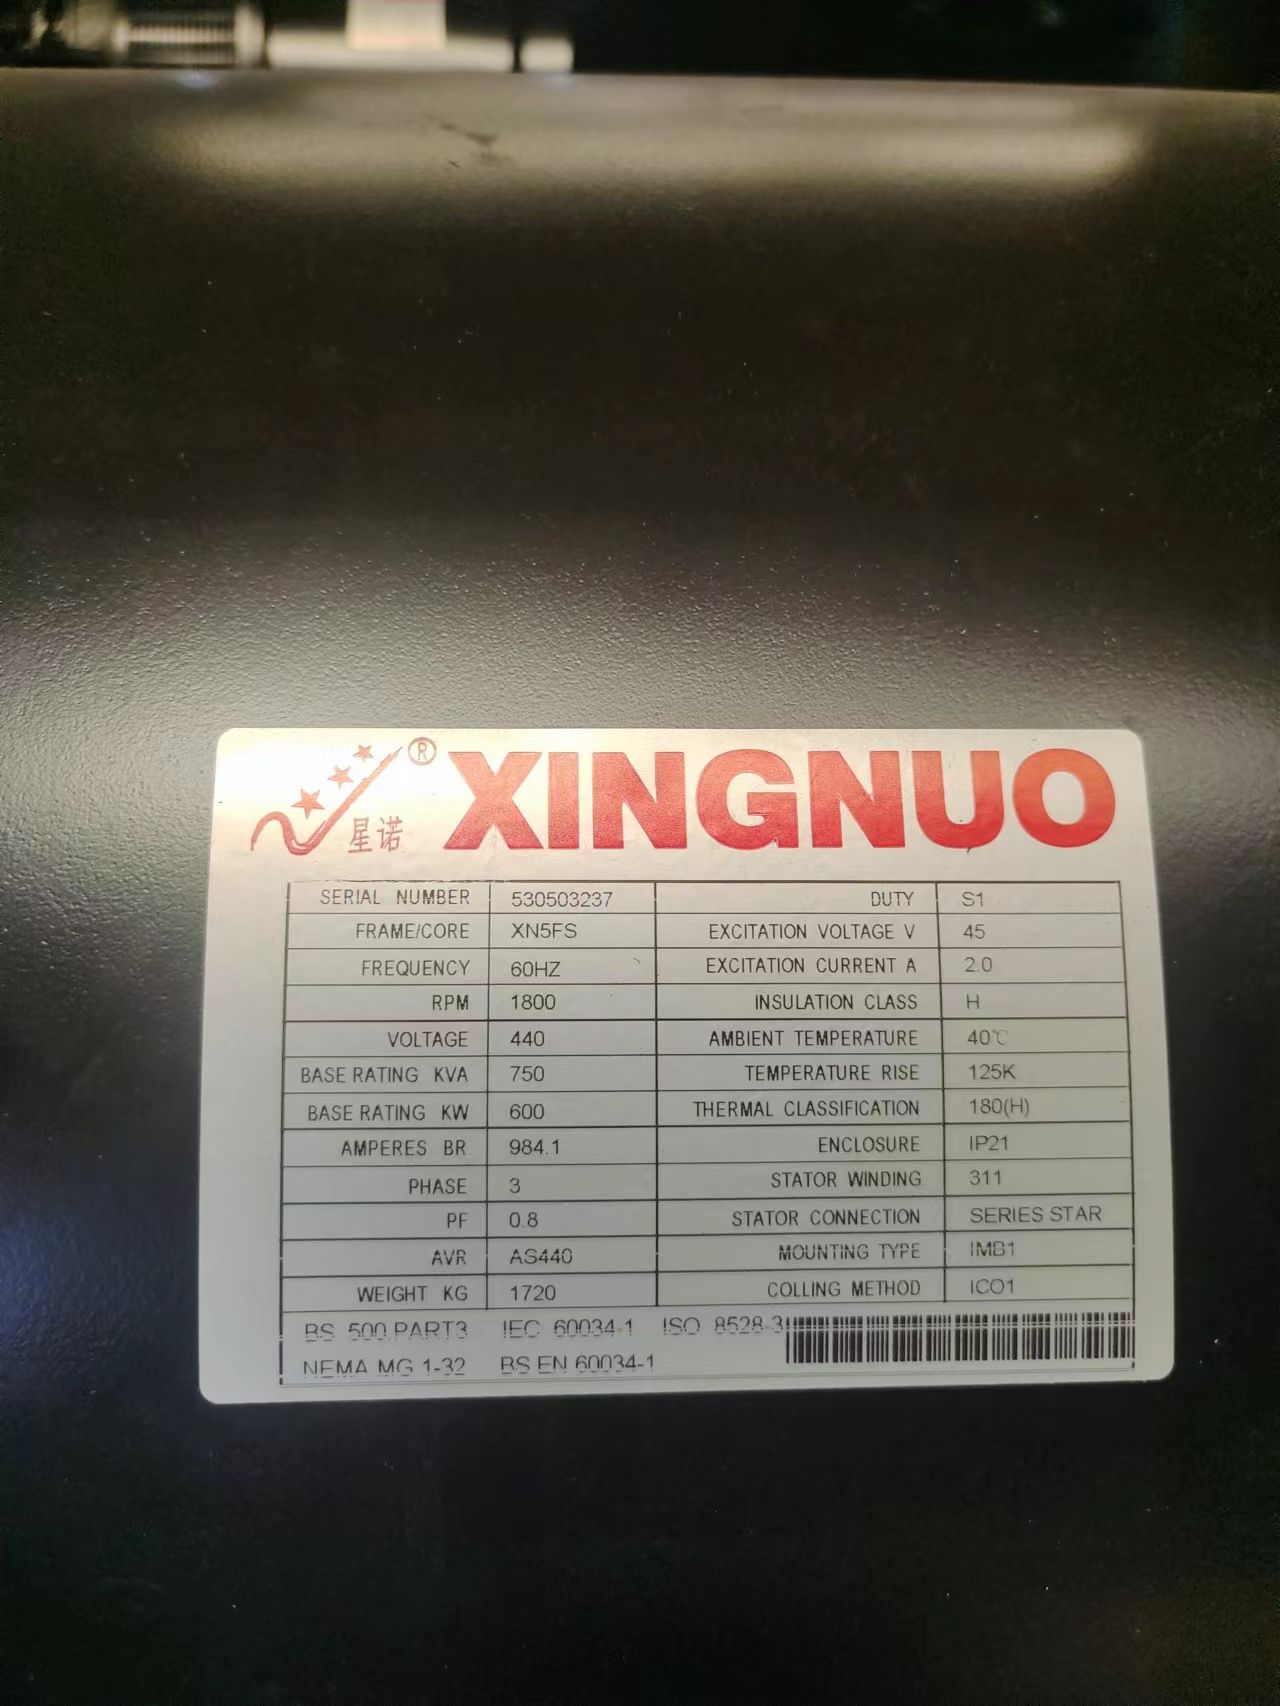 ® XINGNUO
星诺
SERIAL NUMBER 530503237 DUTY S1
FRAME/CORE XN5FS EXCITATION VOLTAGE V 45
FREQUENCY 60HZ EXCITATION CURRENT A 2.0
RPM 1800 INSULATION CLASS H
VOLTAGE 440 AMBIENT TEMPERATURE 40℃
BASE RATING KVA 750 TEMPERATURE RISE 125K
BASE RATING KW 600 THERMAL CLASSIFICATION 180(H)
AMPERES BR 984.1 ENCLOSURE IP21
PHASE 3 STATOR WINDING 311
PF 0.8 STATOR CONNECTION SERIES STAR
AVR AS440 MOUNTING TYPE IMB1
WEIGHT KG 1720 COLLING METHOD ICO1
BS 500.PART3 IEC 60034-1 ISO 8528-3
NEMA MG 1-32 BS EN 60034-1